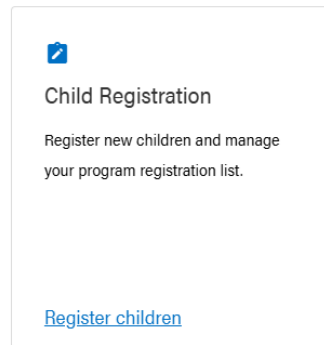 Child Registration
Register new children and manage
your program registration list.
Register children